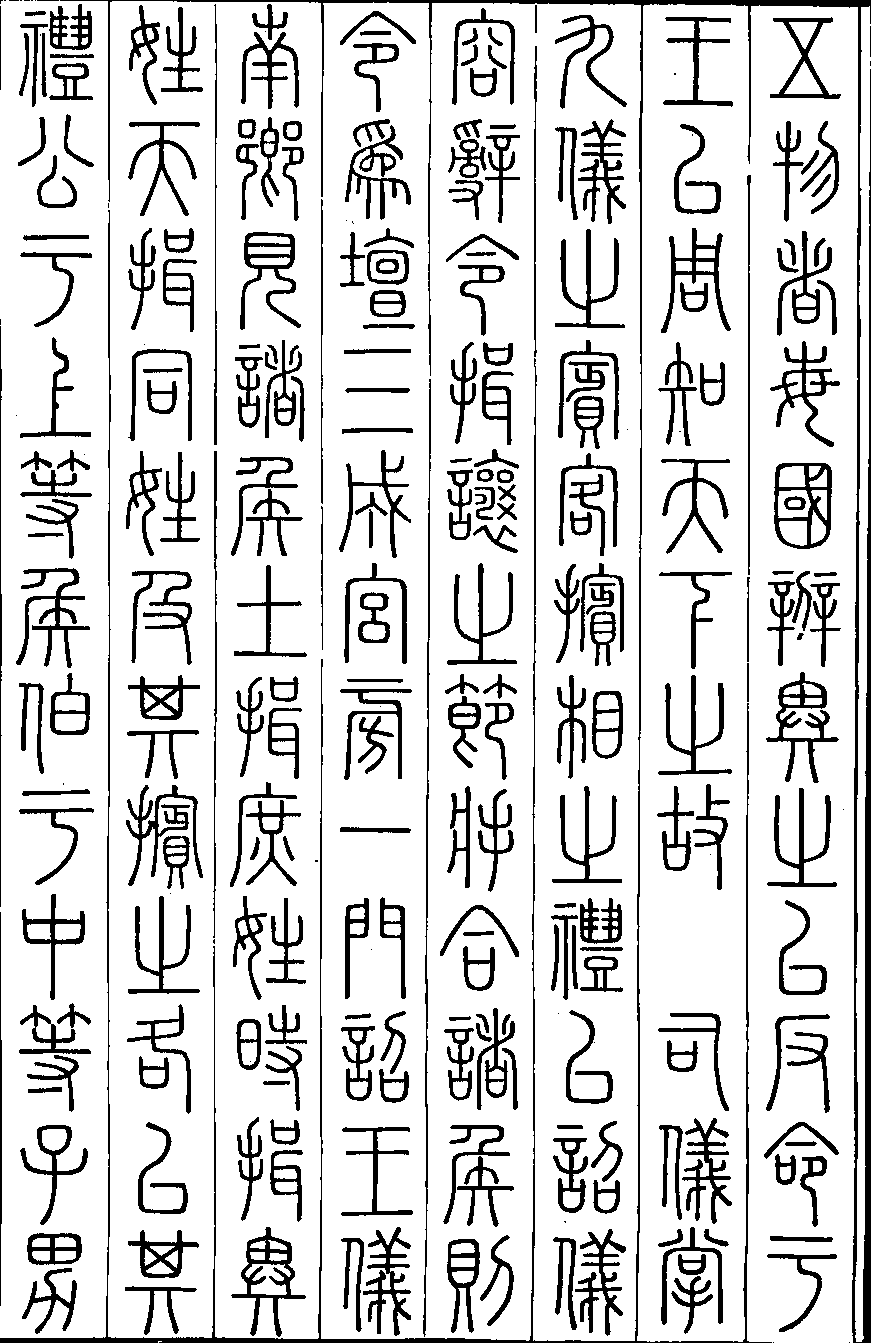 五物者每國辨異之以反命于
王以周知天下之故　司儀掌
九儀之賓客擯相之禮以詔儀
容辭令揖讓之節將合諸侯則
令爲壇三成宮旁一門詔王儀
南鄉見諸侯土揖庶姓時揖異
姓天揖同姓及其擯之各以其
禮公于上等侯伯于中等子男